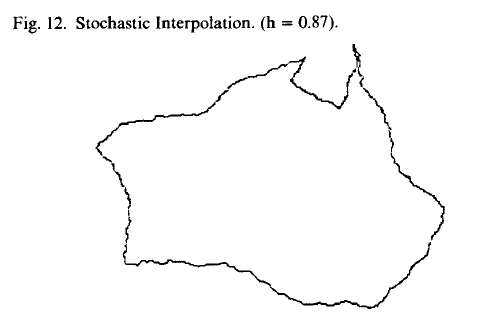 Fig. 12. Stochastic Interpolation. (h = 0.87).